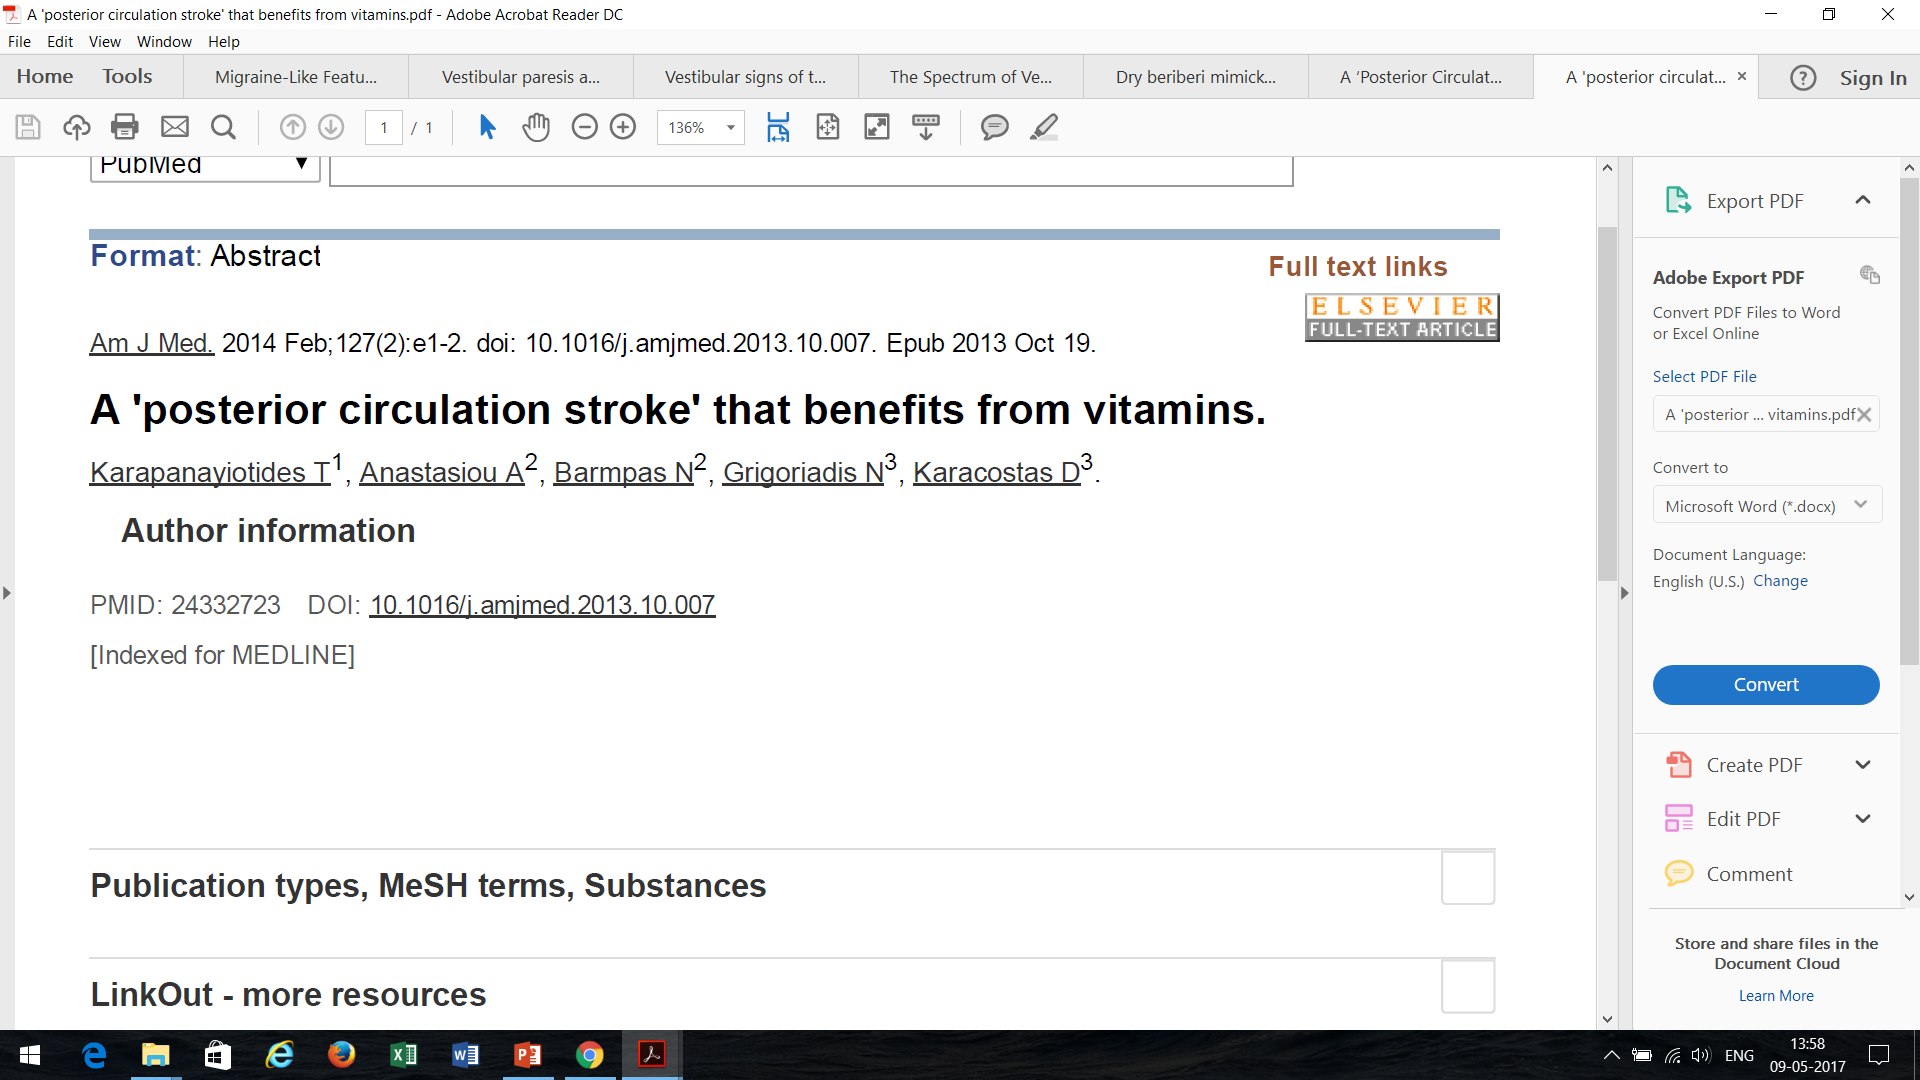 A 'posterior circulation stroke' that benefits from vitamins.pdf - Adobe Acrobat Reader DC
File Edit View Window Help
Home Tools Migraine-Like Featu... Vestibular paresis a... Vestibular signs of t... The Spectrum of Ve... Dry beriberi mimick... A ‘Posterior Circulat... A 'posterior circulat... × ? Sign In
1 / 1 136%
PubMed
Format: Abstract
Full text links
ELSEVIER
FULL-TEXT ARTICLE
Am J Med. 2014 Feb;127(2):e1-2. doi: 10.1016/j.amjmed.2013.10.007. Epub 2013 Oct 19.
A 'posterior circulation stroke' that benefits from vitamins.
Karapanayiotides T1, Anastasiou A2, Barmpas N2, Grigoriadis N3, Karacostas D3.
Author information
PMID: 24332723 DOI: 10.1016/j.amjmed.2013.10.007
[Indexed for MEDLINE]
Publication types, MeSH terms, Substances
LinkOut - more resources
Export PDF
Adobe Export PDF
Convert PDF Files to Word
or Excel Online
Select PDF File
A 'posterior ... vitamins.pdf
Convert to
Microsoft Word (*.docx)
Document Language:
English (U.S.) Change
Convert
Create PDF
Edit PDF
Comment
Store and share files in the
Document Cloud
Learn More
ENG
13:58
09-05-2017